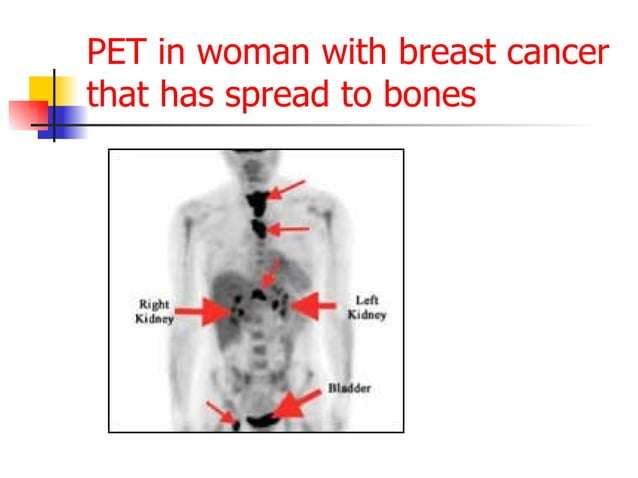 PET in woman with breast cancer
that has spread to bones
Right
Kidney
Left
Kidney
Bladder